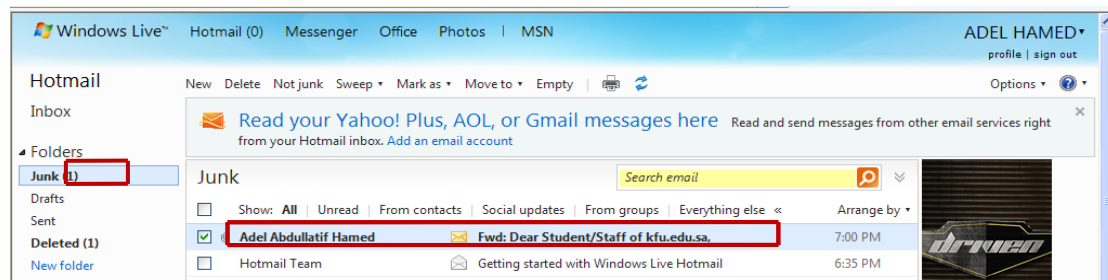 Windows Live™ Hotmail (0) Messenger Office Photos | MSN ADEL HAMED
profile | sign out
Hotmail New Delete Not junk Sweep Mark as Move to Empty Options
Inbox
Read your Yahoo! Plus, AOL, or Gmail messages here Read and send messages from other email services right
from your Hotmail inbox. Add an email account
Folders
Junk (1)
Junk Search email
Drafts
Show: All | Unread | From contacts | Social updates | From groups | Everything else « Arrange by
Sent
Deleted (1) Adel Abdullatif Hamed Fwd: Dear Student/Staff of kfu.edu.sa, 7:00 PM
New folder Hotmail Team Getting started with Windows Live Hotmail 6:35 PM
driven